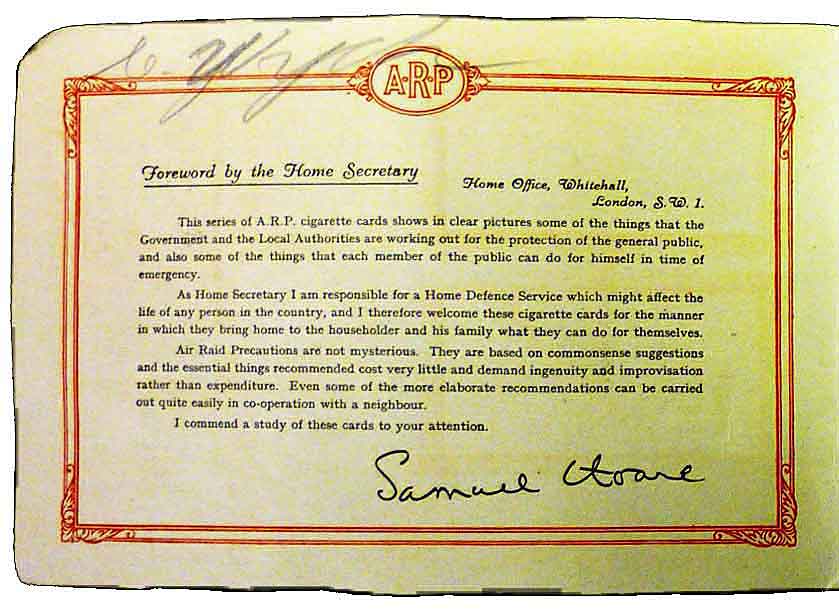 A·R·P
Foreword by the Home Secretary
Home Office, Whitehall,
London, S.W. 1.
This series of A.R.P. cigarette cards shows in clear pictures some of the things that the
Government and the Local Authorities are working out for the protection of the general public,
and also some of the things that each member of the public can do for himself in time of
emergency.
As Home Secretary I am responsible for a Home Defence Service which might affect the
life of any person in the country, and I therefore welcome these cigarette cards for the manner
in which they bring home to the householder and his family what they can do for themselves.
Air Raid Precautions are not mysterious. They are based on commonsense suggestions
and the essential things recommended cost very little and demand ingenuity and improvisation
rather than expenditure. Even some of the more elaborate recommendations can be carried
out quite easily in co-operation with a neighbour.
I commend a study of these cards to your attention.
Samuel Hoare